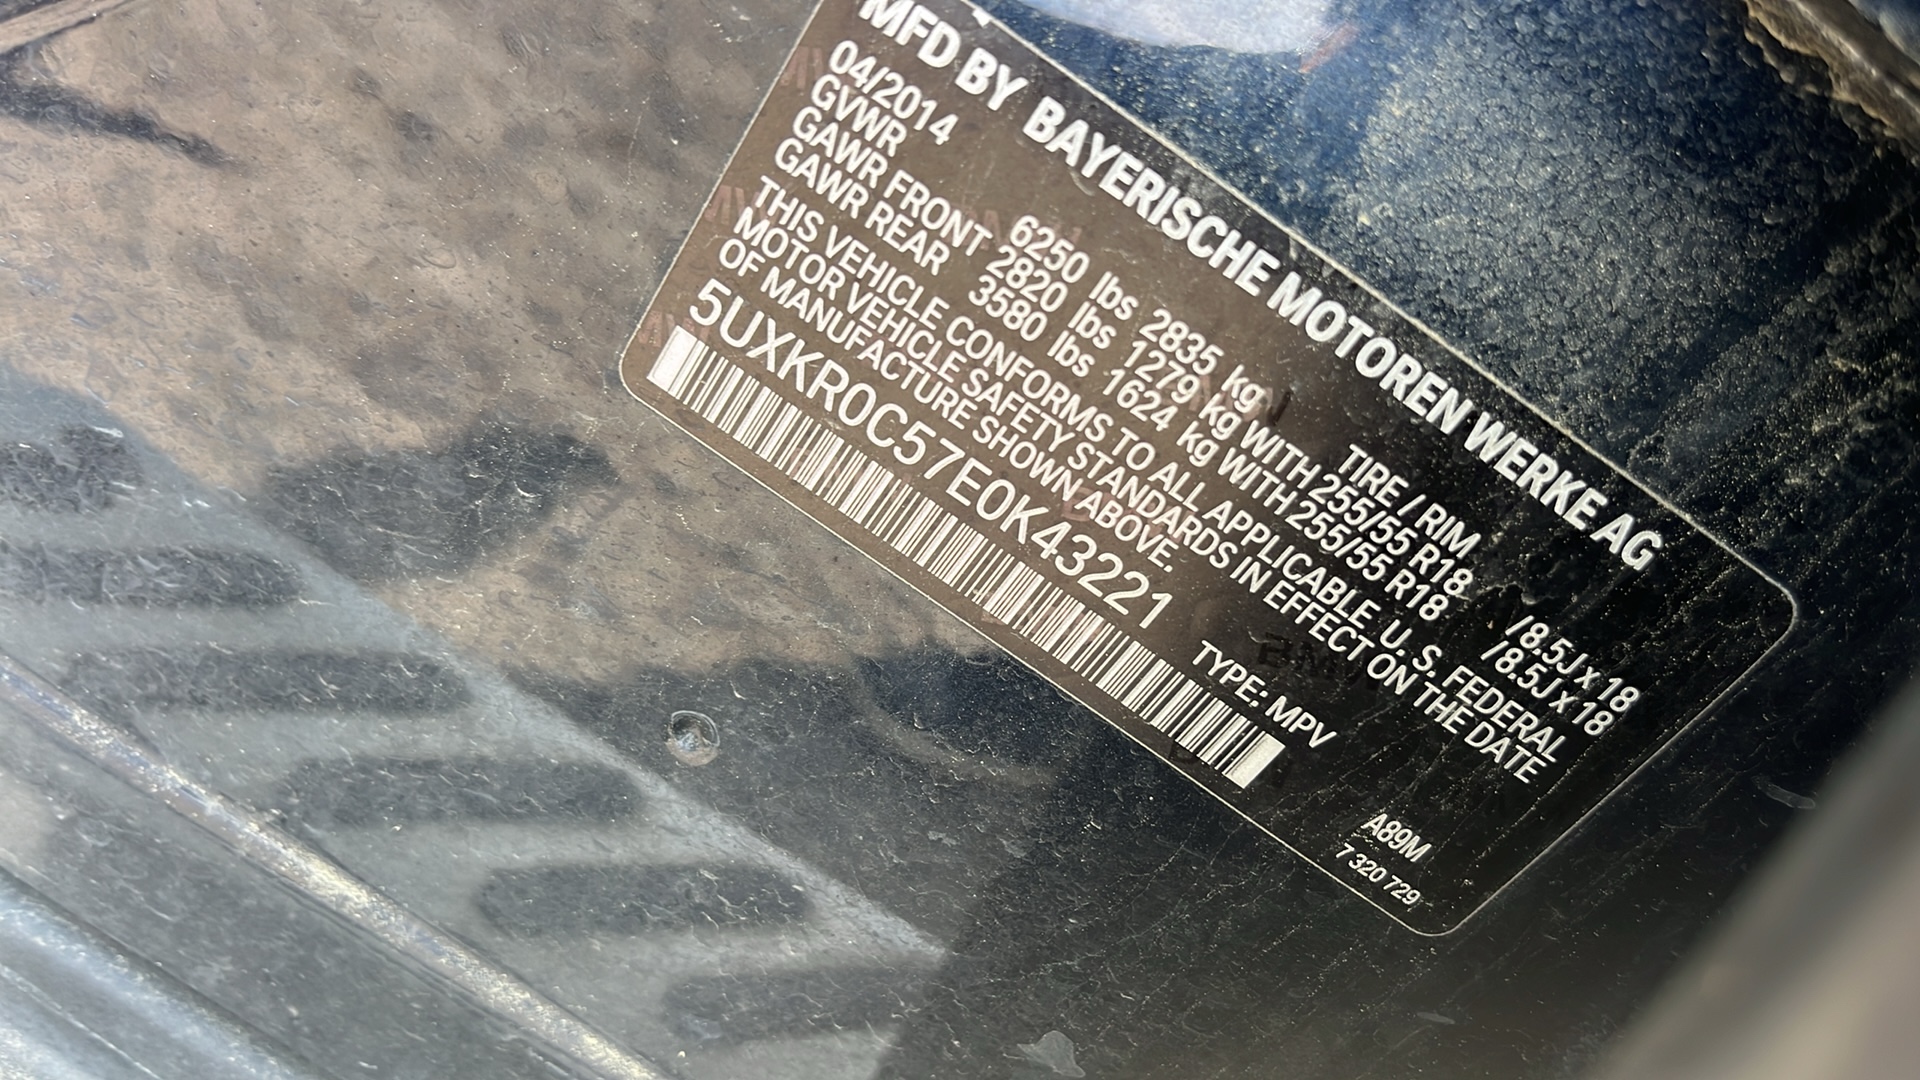 MFD BY BAYERISCHE MOTOREN WERKE AG
04/2014
GVWR 6250 lbs 2835 kg TIRE / RIM
GAWR FRONT 2820 lbs 1279 kg WITH 255/55 R18 / 8.5J x 18
GAWR REAR 3580 lbs 1624 kg WITH 255/55 R18 / 8.5J x 18
THIS VEHICLE CONFORMS TO ALL APPLICABLE U. S. FEDERAL
MOTOR VEHICLE SAFETY STANDARDS IN EFFECT ON THE DATE
OF MANUFACTURE SHOWN ABOVE.
5UXKR0C57E0K43221
TYPE: MPV
A89M
7 320 729